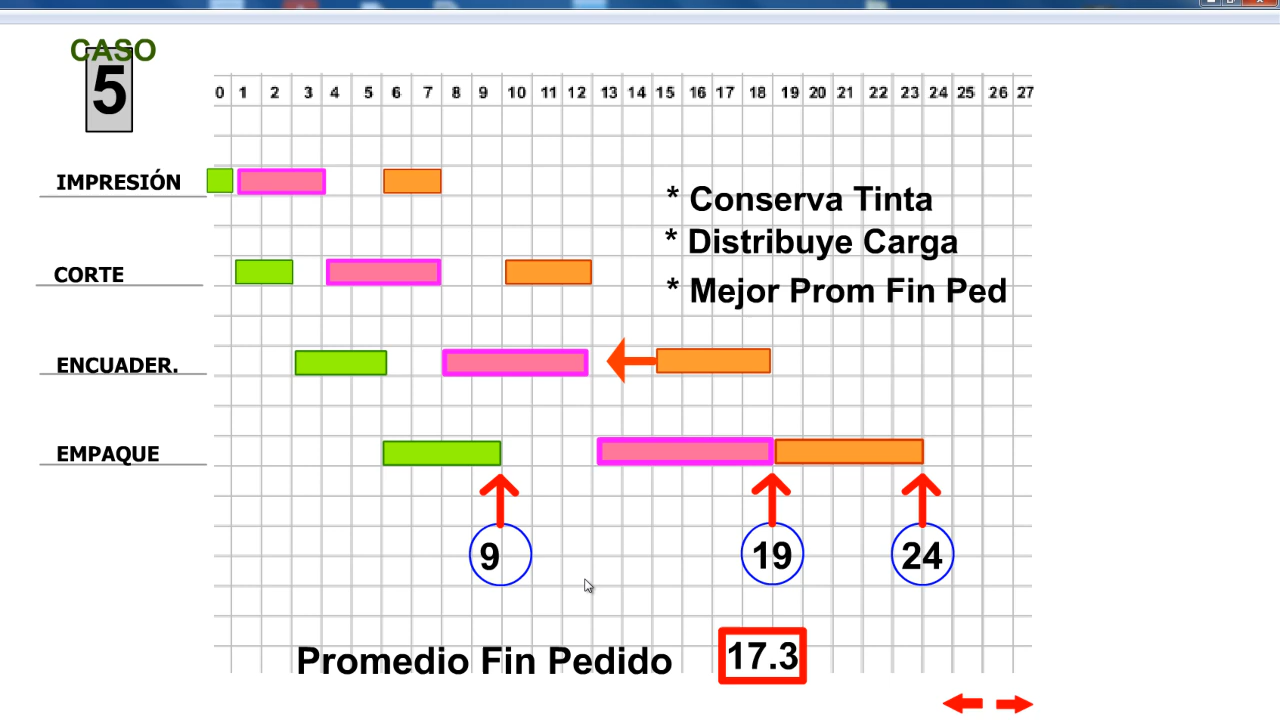 CASO
5
0 1 2 3 4 5 6 7 8 9 10 11 12 13 14 15 16 17 18 19 20 21 22 23 24 25 26 27
IMPRESIÓN
* Conserva Tinta
* Distribuye Carga
CORTE
* Mejor Prom Fin Ped
ENCUADER.
EMPAQUE
9 19 24
Promedio Fin Pedido 17.3